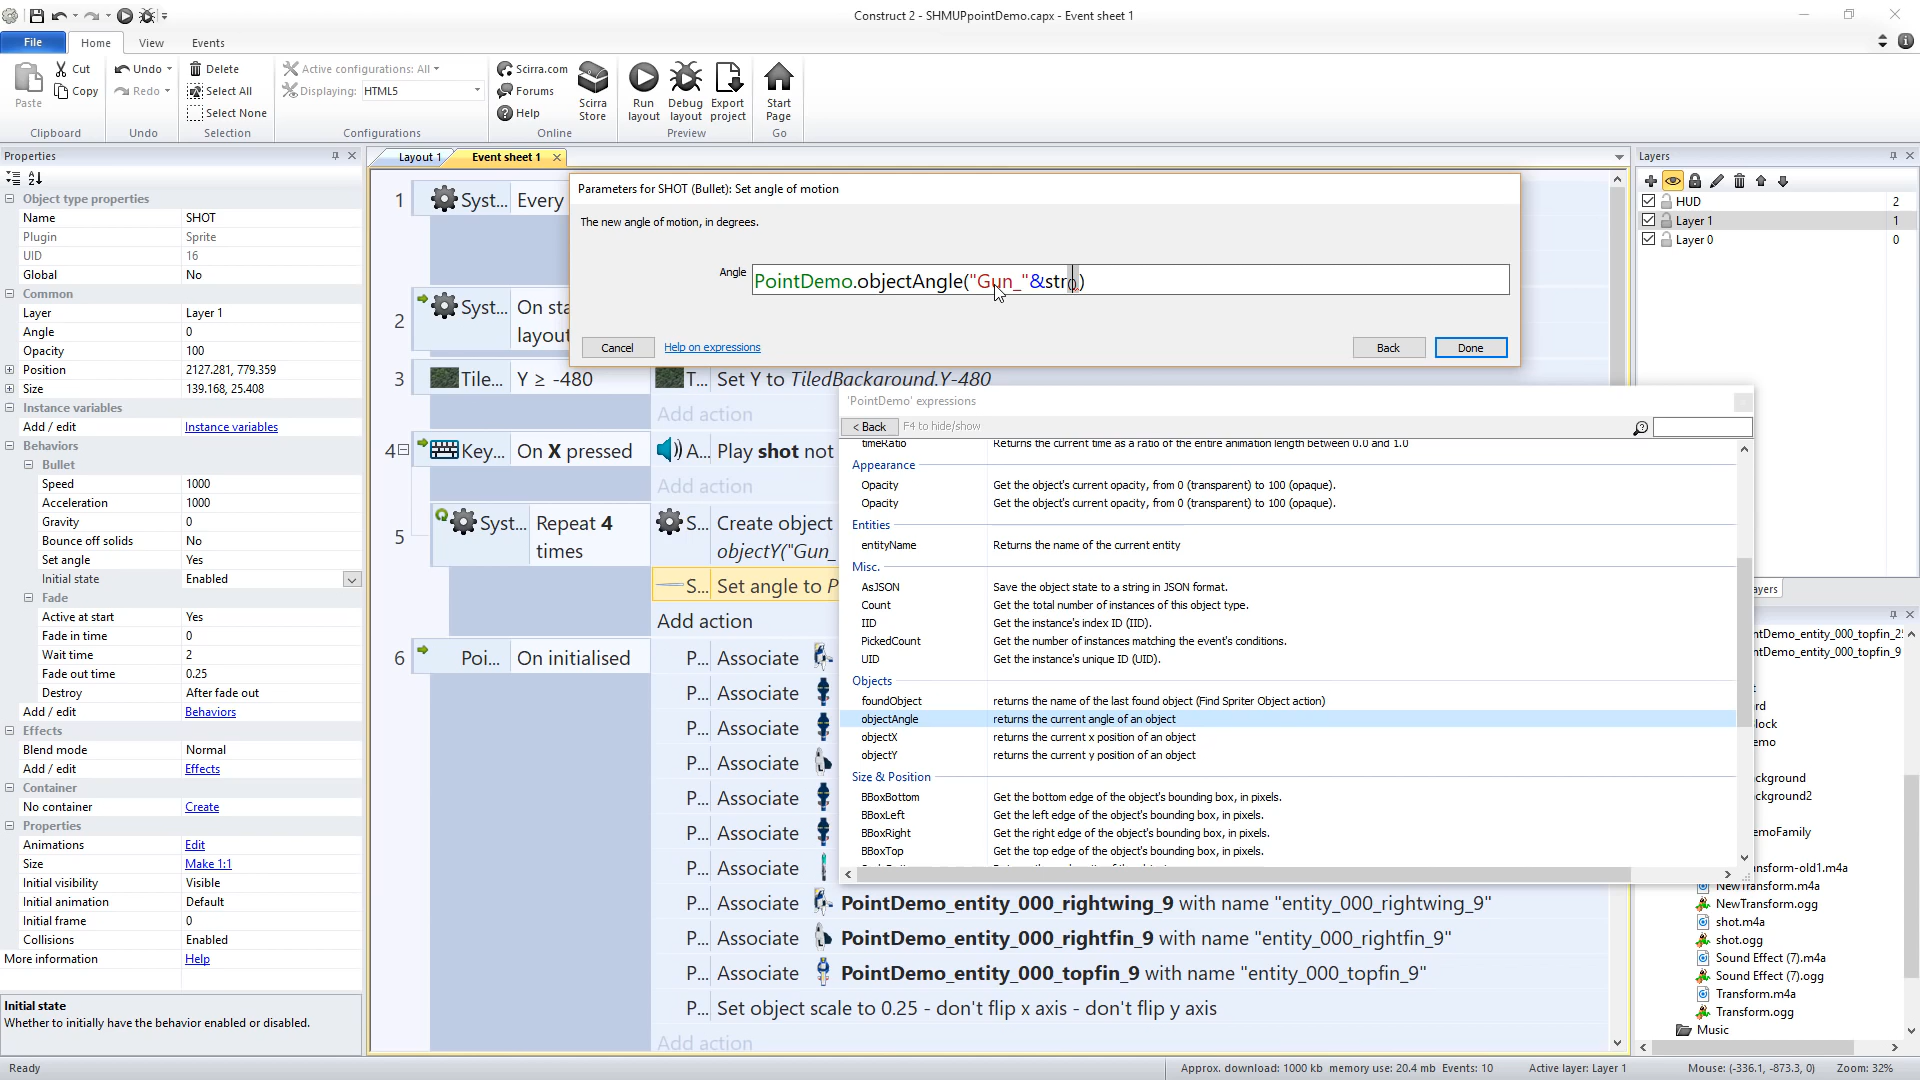 Construct 2 - SHMUPpointDemo.capx - Event sheet 1
File
Home
View
Events
Paste
Cut
Copy
Clipboard
Undo
Redo
Undo
Delete
Select All
Select None
Selection
Active configurations: All
Displaying:
HTML5
Configurations
Scirra.com
Forums
Help
Scirra Store
Online
Run layout
Debug layout
Export project
Preview
Start Page
Go
Properties
Object type properties
Name SHOT
Plugin Sprite
UID 16
Global No
Common
Layer Layer 1
Angle 0
Opacity 100
Position 2127.281, 779.359
Size 139.168, 25.408
Instance variables
Add / edit Instance variables
Behaviors
Bullet
Speed 1000
Acceleration 1000
Gravity 0
Bounce off solids No
Set angle Yes
Initial state Enabled
Fade
Active at start Yes
Fade in time 0
Wait time 2
Fade out time 0.25
Destroy After fade out
Add / edit Behaviors
Effects
Blend mode Normal
Add / edit Effects
Container
No container Create
Properties
Animations Edit
Size Make 1:1
Initial visibility Visible
Initial animation Default
Initial frame 0
Collisions Enabled
More information Help
Initial state
Whether to initially have the behavior enabled or disabled.
Layout 1
Event sheet 1
1 Syst... Every
2 Syst... On sta
layout
3 Tile... Y ≥ -480
T... Set Y to TiledBackground.Y-480
Add action
4 Key... On X pressed
A... Play shot not
Add action
5 Syst... Repeat 4 times
S... Create object
objectY("Gun_
S... Set angle to P
Add action
6 Poi... On initialised
P... Associate
P... Associate
P... Associate
P... Associate
P... Associate
P... Associate
P... Associate
P... Associate PointDemo_entity_000_rightwing_9 with name "entity_000_rightwing_9"
P... Associate PointDemo_entity_000_rightfin_9 with name "entity_000_rightfin_9"
P... Associate PointDemo_entity_000_topfin_9 with name "entity_000_topfin_9"
P... Set object scale to 0.25 - don't flip x axis - don't flip y axis
Add action
Parameters for SHOT (Bullet): Set angle of motion
The new angle of motion, in degrees.
Angle
PointDemo.objectAngle("Gun_"&str()
Cancel
Help on expressions
Back
Done
'PointDemo' expressions
< Back
F4 to hide/show
timeRatio Returns the current time as a ratio of the entire animation length between 0.0 and 1.0
Appearance
Opacity Get the object's current opacity, from 0 (transparent) to 100 (opaque).
Opacity Get the object's current opacity, from 0 (transparent) to 100 (opaque).
Entities
entityName Returns the name of the current entity
Misc.
AsJSON Save the object state to a string in JSON format.
Count Get the total number of instances of this object type.
IID Get the instance's index ID (IID).
PickedCount Get the number of instances matching the event's conditions.
UID Get the instance's unique ID (UID).
Objects
foundObject returns the name of the last found object (Find Spriter Object action)
objectAngle returns the current angle of an object
objectX returns the current x position of an object
objectY returns the current y position of an object
Size & Position
BBoxBottom Get the bottom edge of the object's bounding box, in pixels.
BBoxLeft Get the left edge of the object's bounding box, in pixels.
BBoxRight Get the right edge of the object's bounding box, in pixels.
BBoxTop Get the top edge of the object's bounding box, in pixels.
Layers
HUD 2
Layer 1 1
Layer 0 0
ayers
ntDemo_entity_000_topfin_2
ntDemo_entity_000_topfin_9
t
rd
lock
emo
ackground
ackground2
emoFamily
ransform-old1.m4a
NewTransform.m4a
NewTransform.ogg
shot.m4a
shot.ogg
Sound Effect (7).m4a
Sound Effect (7).ogg
Transform.m4a
Transform.ogg
Music
Ready
Approx. download: 1000 kb
memory use: 20.4 mb
Events: 10
Active layer: Layer 1
Mouse: (-336.1, -873.3, 0)
Zoom: 32%